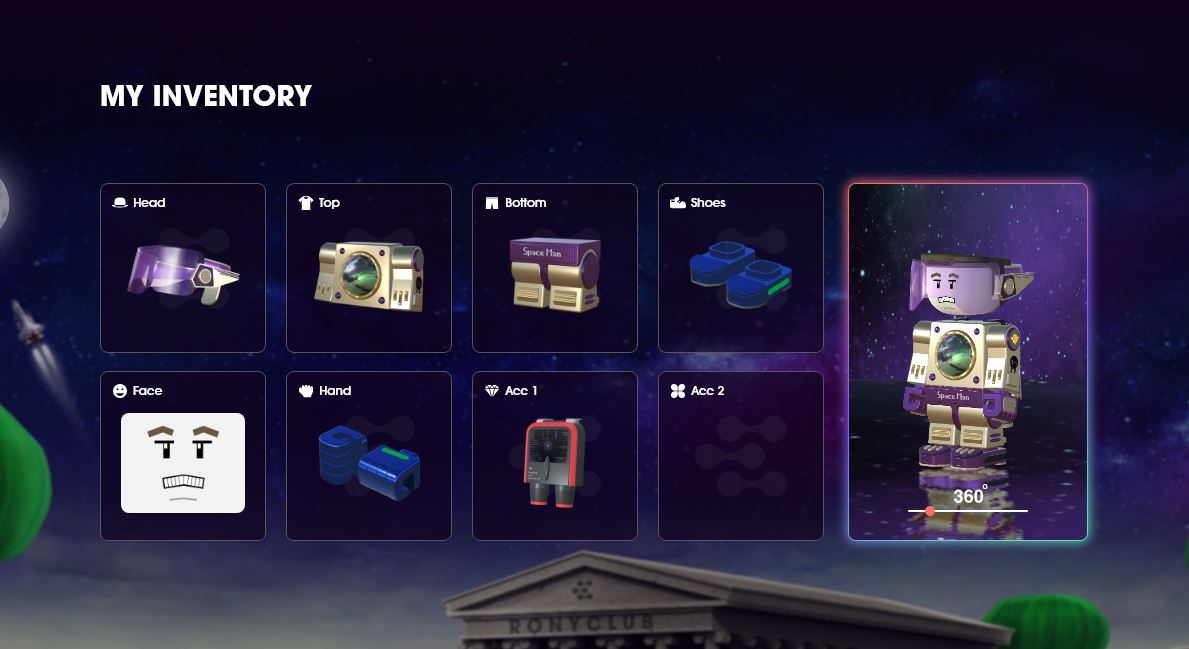 MY INVENTORY
Head
Top
Bottom
Shoes
Space Man
Space Man
Face
Hand
Acc 1
Acc 2
360°
RONYCLUB